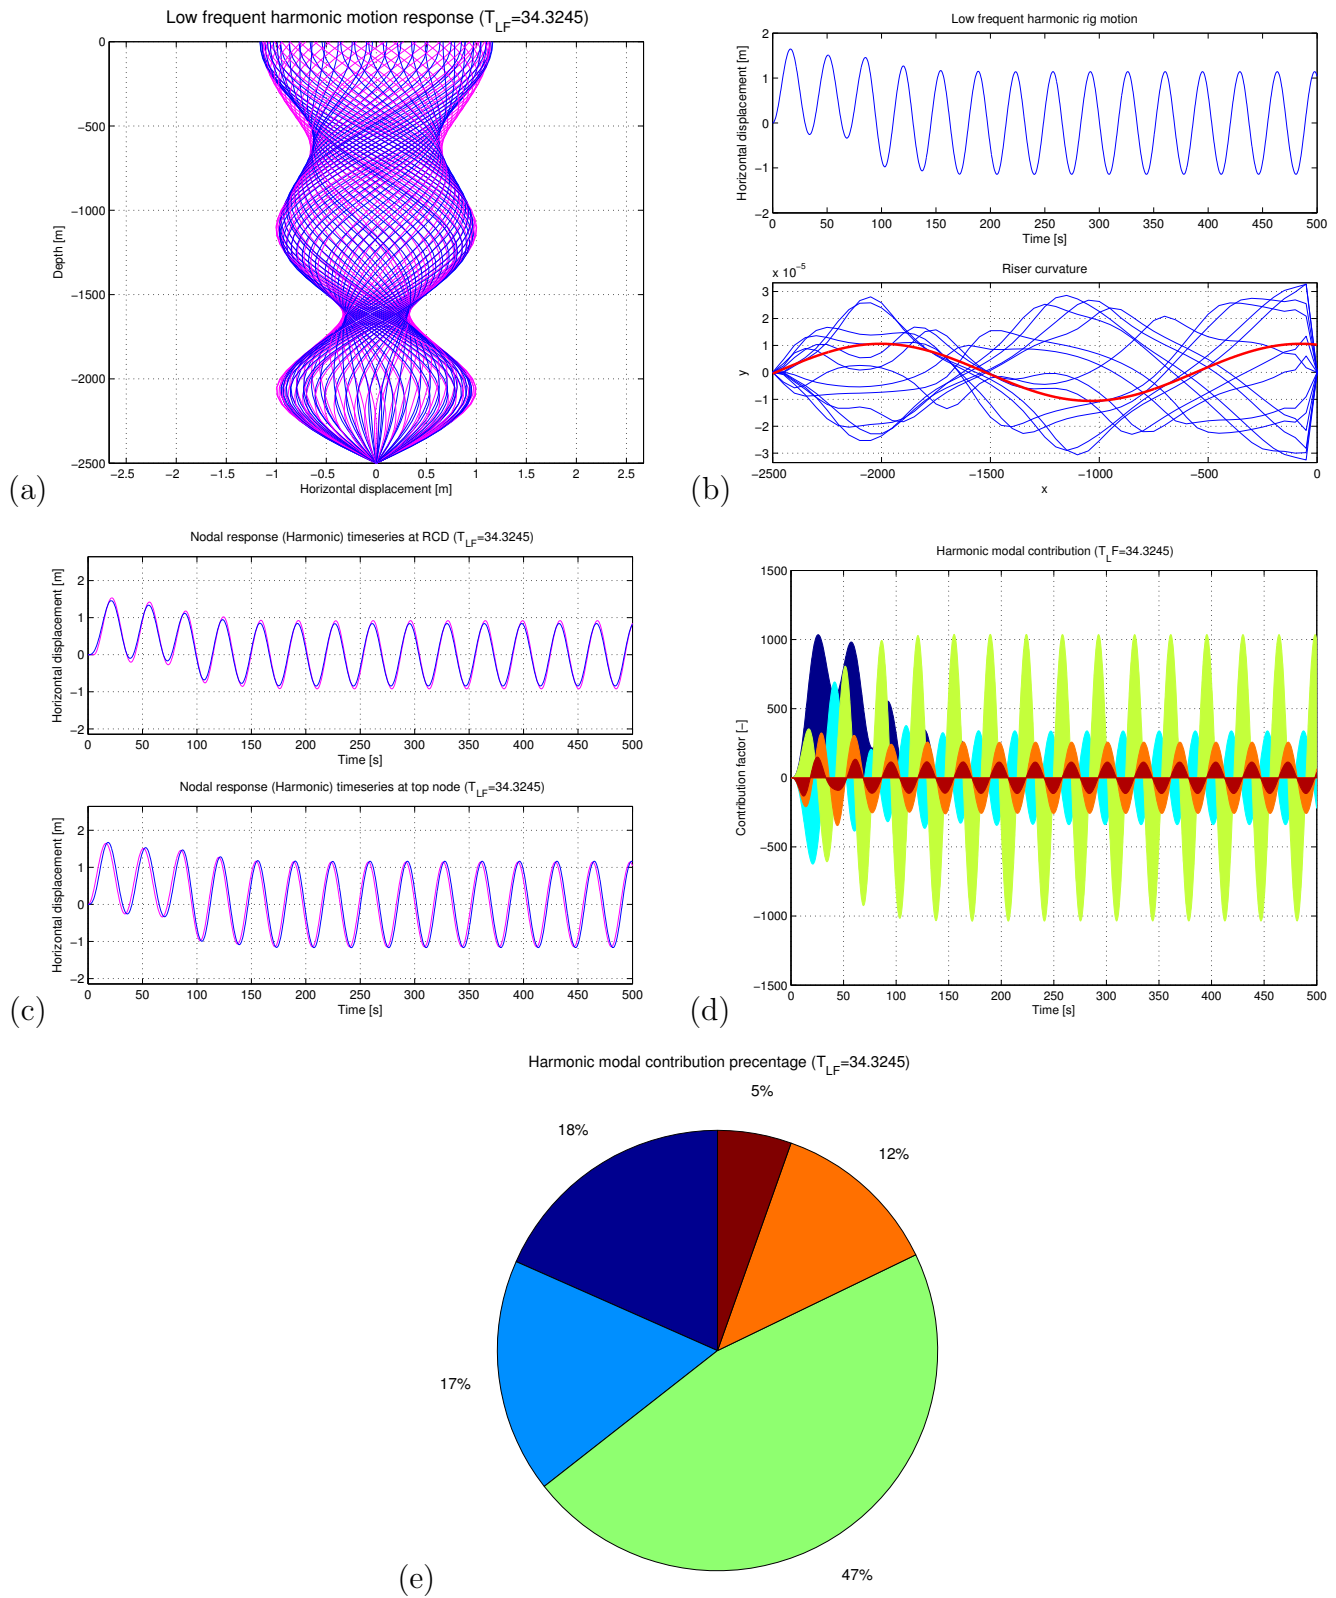 Low frequent harmonic motion response (T_LF=34.3245)
0
−500
−1000
−1500
−2000
−2500
Depth [m]
−2.5 −2 −1.5 −1 −0.5 0 0.5 1 1.5 2 2.5
Horizontal displacement [m]
(a)
Low frequent harmonic rig motion
2
1
0
−1
−2
Horizontal displacement [m]
0 50 100 150 200 250 300 350 400 450 500
Time [s]
x 10^−5
Riser curvature
3
2
1
0
−1
−2
−3
y
−2500 −2000 −1500 −1000 −500 0
x
(b)
Nodal response (Harmonic) timeseries at RCD (T_LF=34.3245)
2
1
0
−1
−2
Horizontal displacement [m]
0 50 100 150 200 250 300 350 400 450 500
Time [s]
Nodal response (Harmonic) timeseries at top node (T_LF=34.3245)
2
1
0
−1
−2
Horizontal displacement [m]
0 50 100 150 200 250 300 350 400 450 500
Time [s]
(c)
Harmonic modal contribution (T_LF=34.3245)
1500
1000
500
0
−500
−1000
−1500
Contribution factor [−]
0 50 100 150 200 250 300 350 400 450 500
Time [s]
(d)
Harmonic modal contribution precentage (T_LF=34.3245)
5%
18%
12%
17%
47%
(e)